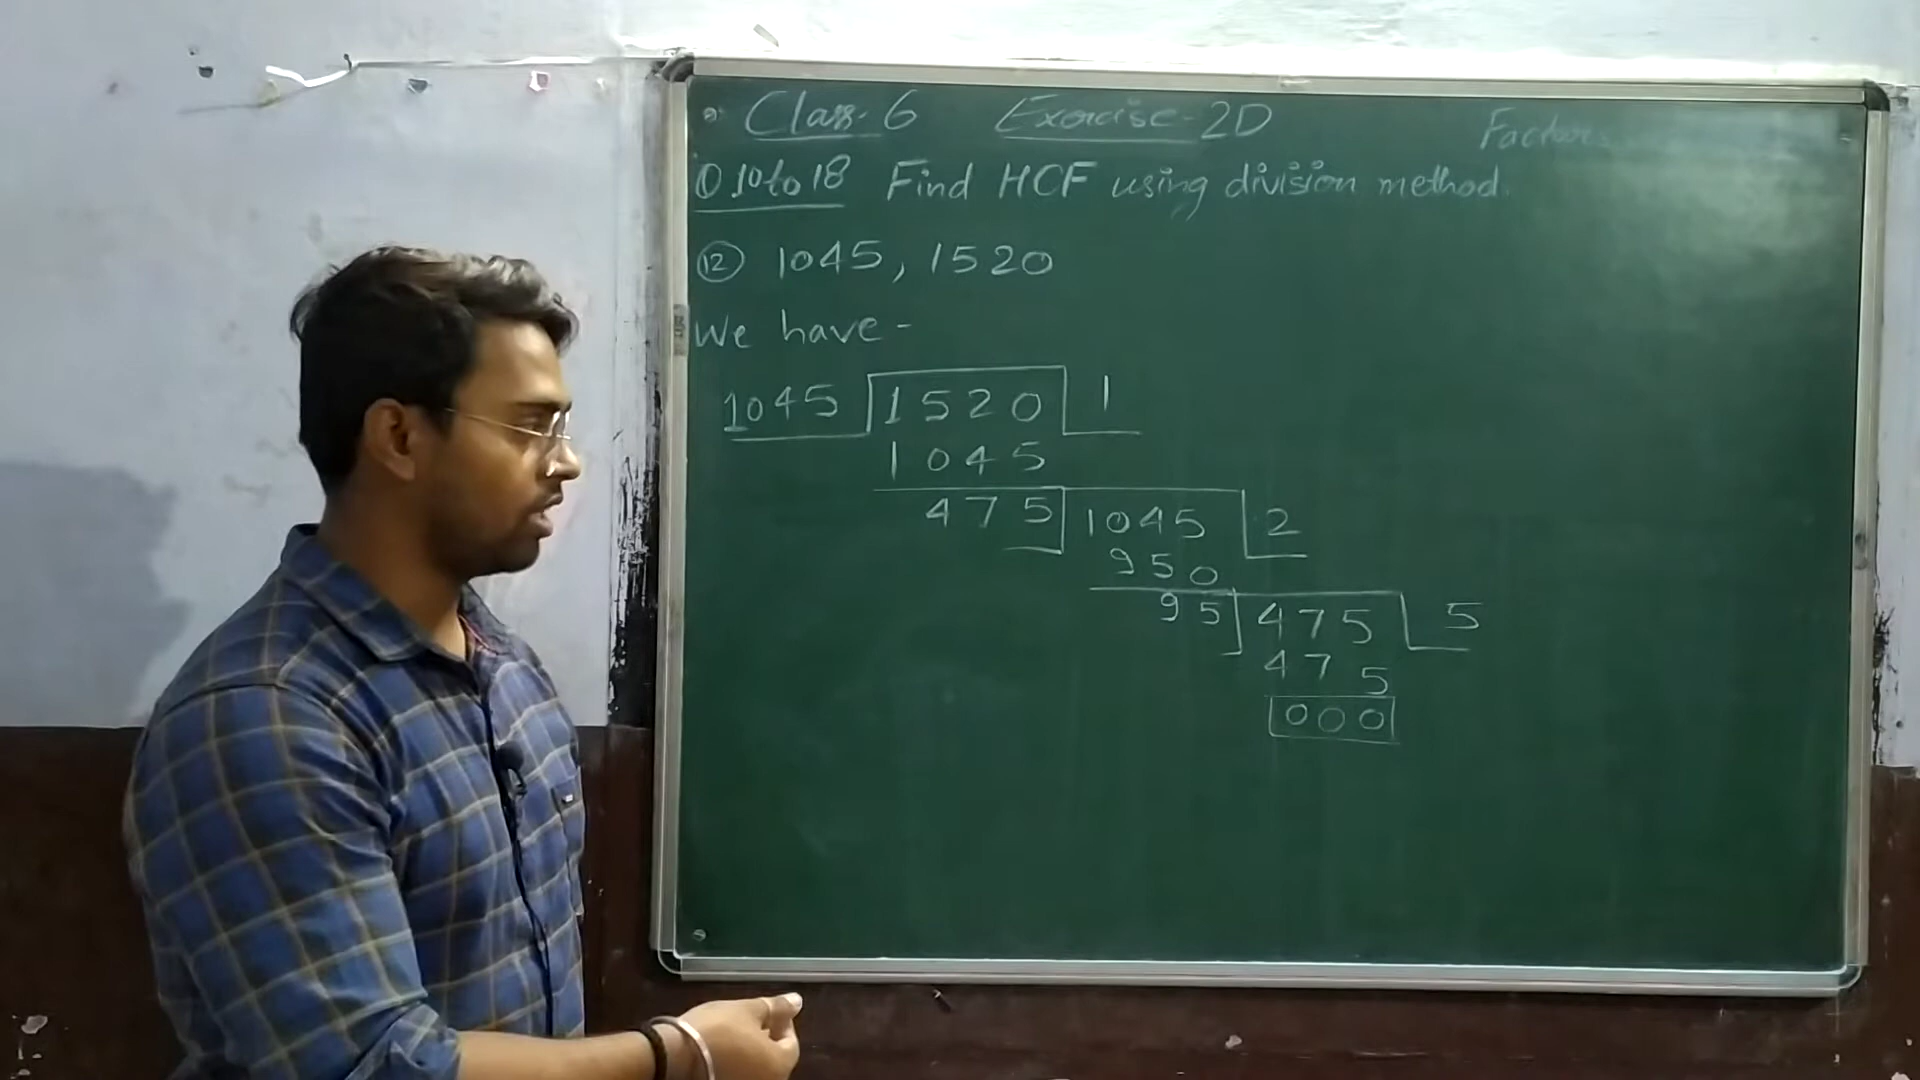 Class-6 Exercise-2D Factors
Q 10 to 18 Find HCF using division method.
12 1045, 1520
We have -
1045 1520 1
1045
475 1045 2
950
95 475 5
475
000